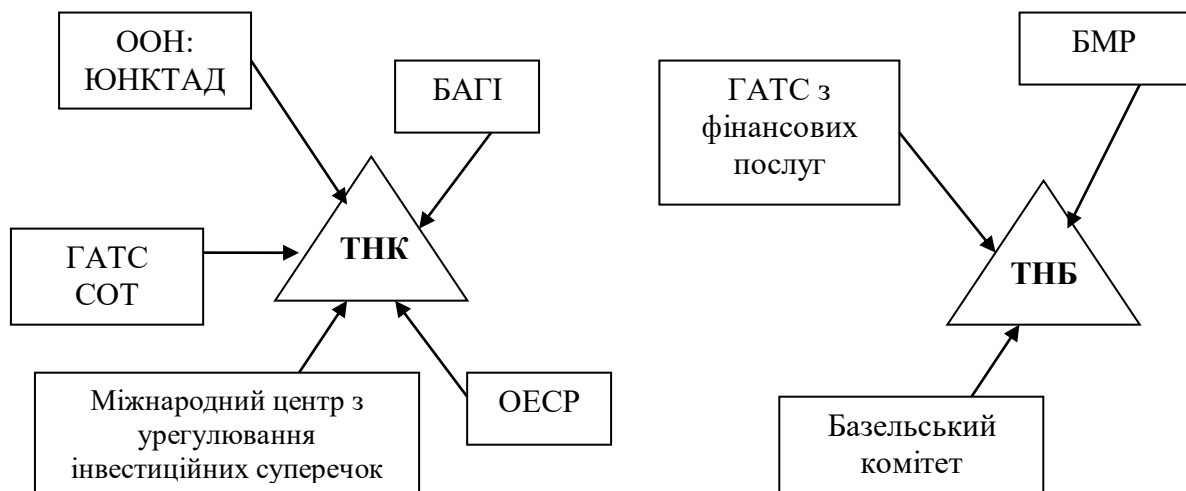 ООН:
ЮНКТАД
БАГІ
ГАТС
СОТ
ТНК
Міжнародний центр з
урегулювання
інвестиційних суперечок
ОЕСР
БМР
ГАТС з
фінансових
послуг
ТНБ
Базельський
комітет